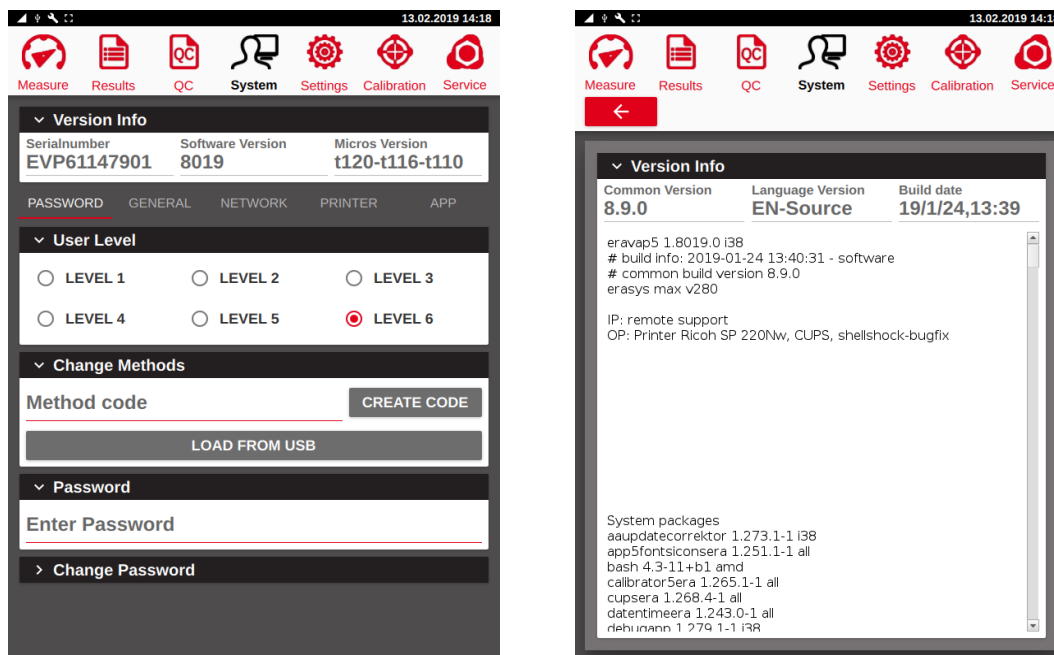 13.02.2019 14:18
Measure Results QC System Settings Calibration Service
Version Info
Serialnumber Software Version Micros Version
EVP61147901 8019 t120-t116-t110
PASSWORD GENERAL NETWORK PRINTER APP
User Level
LEVEL 1 LEVEL 2 LEVEL 3
LEVEL 4 LEVEL 5 LEVEL 6
Change Methods
Method code CREATE CODE
LOAD FROM USB
Password
Enter Password
Change Password
13.02.2019 14:18
Measure Results QC System Settings Calibration Service
Version Info
Common Version Language Version Build date
8.9.0 EN-Source 19/1/24,13:39
eravap5 1.8019.0 i38
# build info: 2019-01-24 13:40:31 - software
# common build version 8.9.0
erasys max v280
IP: remote support
OP: Printer Ricoh SP 220Nw, CUPS, shellshock-bugfix
System packages
aaupdatecorrektor 1.273.1-1 i38
app5fontsiconsera 1.251.1-1 all
bash 4.3-11+b1 amd
calibrator5era 1.265.1-1 all
cupsera 1.268.4-1 all
datentimeera 1.243.0-1 all
debugapp 1.279.1-1 i38